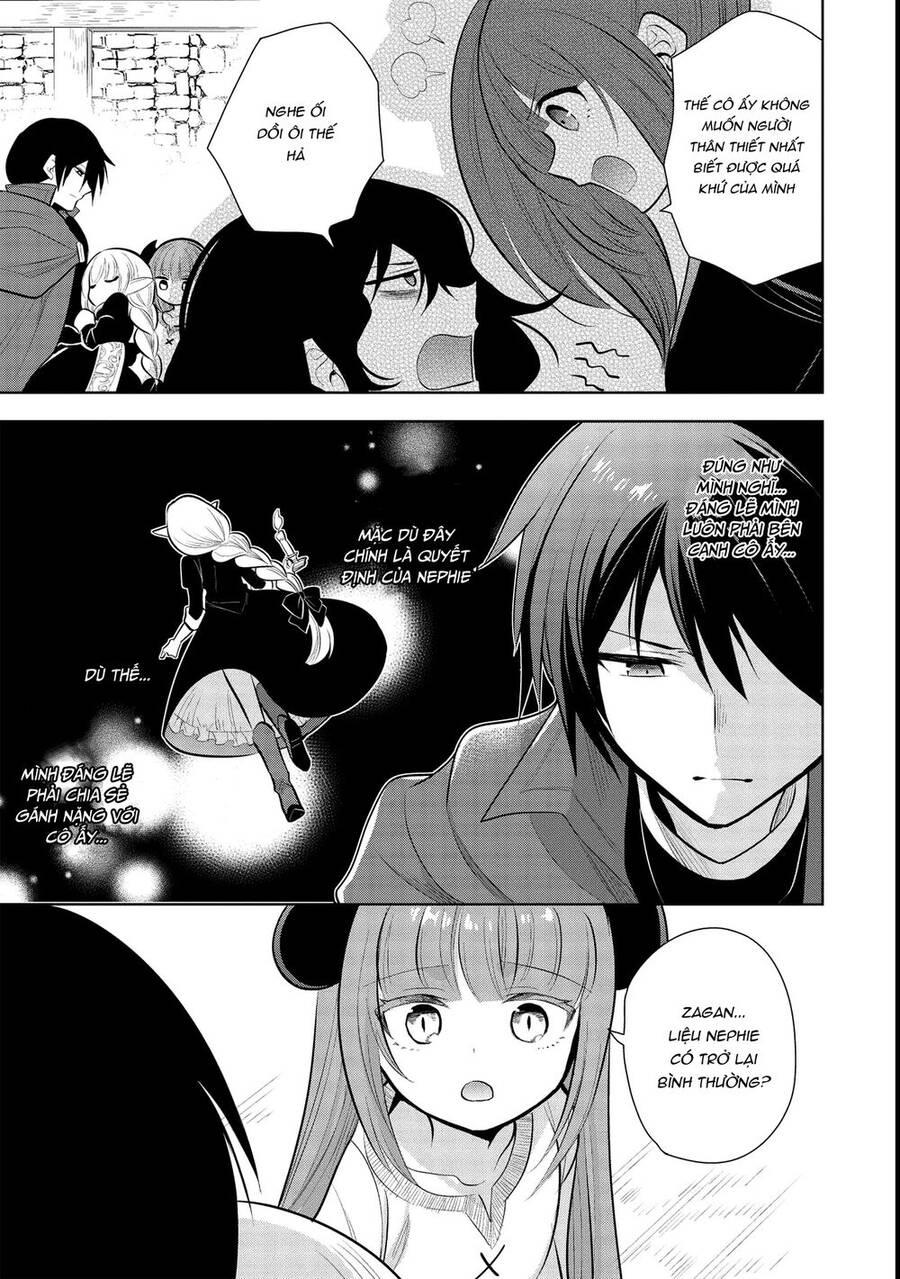 THẾ CÔ ẤY KHÔNG
MUỐN NGƯỜI
THÂN THIẾT NHẤT
BIẾT ĐƯỢC QUÁ
KHỨ CỦA MÌNH
NGHE ỐI
DỒI ÔI THẾ
HẢ
ĐÚNG NHƯ
MÌNH NGHĨ...
ĐÁNG LẼ MÌNH
LUÔN PHẢI BÊN
CẠNH CÔ ẤY...
MẶC DÙ ĐÂY
CHÍNH LÀ QUYẾT
ĐỊNH CỦA NEPHIE
DÙ THẾ...
MÌNH ĐÁNG LẼ
PHẢI CHIA SẺ
GÁNH NẶNG VỚI
CÔ ẤY...
ZAGAN...
LIỆU NEPHIE
CÓ TRỞ LẠI
BÌNH THƯỜNG?